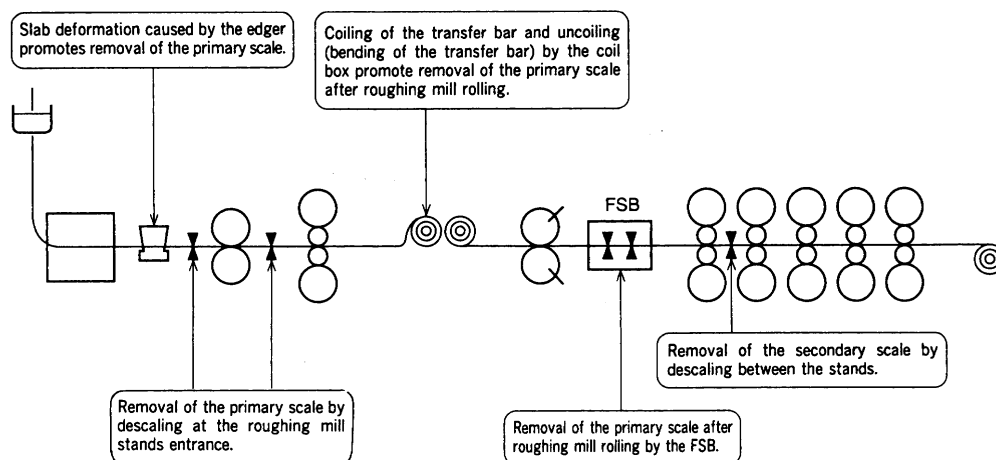 Slab deformation caused by the edger
promotes removal of the primary scale.
Coiling of the transfer bar and uncoiling
(bending of the transfer bar) by the coil
box promote removal of the primary scale
after roughing mill rolling.
FSB
Removal of the secondary scale by
descaling between the stands.
Removal of the primary scale by
descaling at the roughing mill
stands entrance.
Removal of the primary scale after
roughing mill rolling by the FSB.